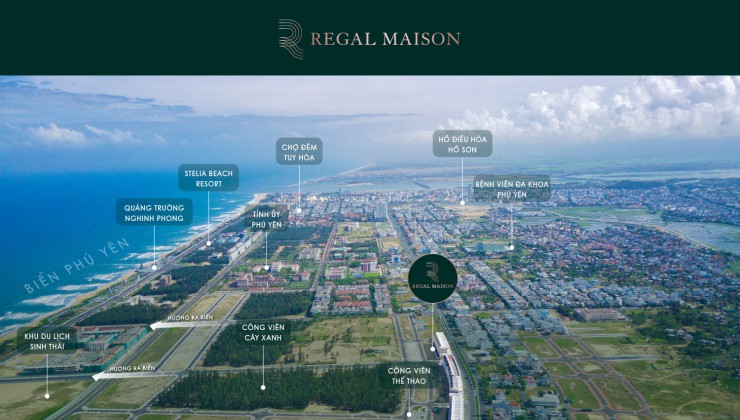 REGAL MAISON
HỒ ĐIỀU HÒA
HỒ SƠN
CHỢ ĐÊM
TUY HÒA
STELIA BEACH
RESORT
BỆNH VIỆN ĐA KHOA
PHÚ YÊN
QUẢNG TRƯỜNG
NGHINH PHONG
TỈNH ỦY
PHÚ YÊN
BIỂN PHÚ YÊN
REGAL MAISON
HƯỚNG RA BIỂN
KHU DU LỊCH
SINH THÁI
CÔNG VIÊN
CÂY XANH
HƯỚNG RA BIỂN
CÔNG VIÊN
THỂ THAO